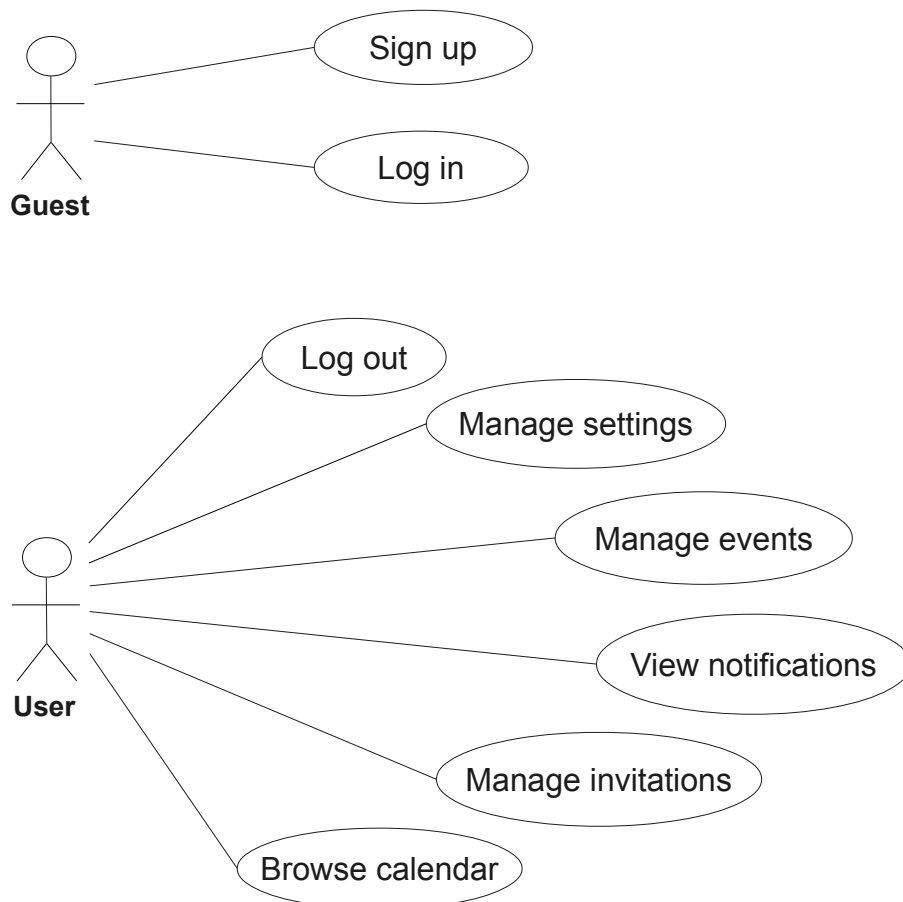 Sign up
Log in
Guest
Log out
Manage settings
Manage events
View notifications
User
Manage invitations
Browse calendar